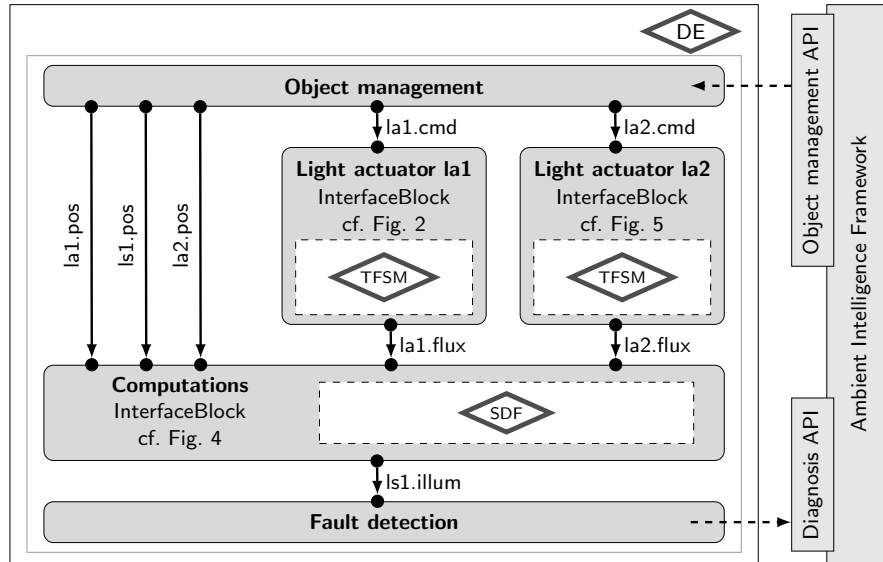 DE
Object management
la1.cmd
la2.cmd
la1.pos
ls1.pos
la2.pos
Light actuator la1
InterfaceBlock
cf. Fig. 2
TFSM
Light actuator la2
InterfaceBlock
cf. Fig. 5
TFSM
la1.flux
la2.flux
Computations
InterfaceBlock
cf. Fig. 4
SDF
ls1.illum
Fault detection
Object management API
Diagnosis API
Ambient Intelligence Framework